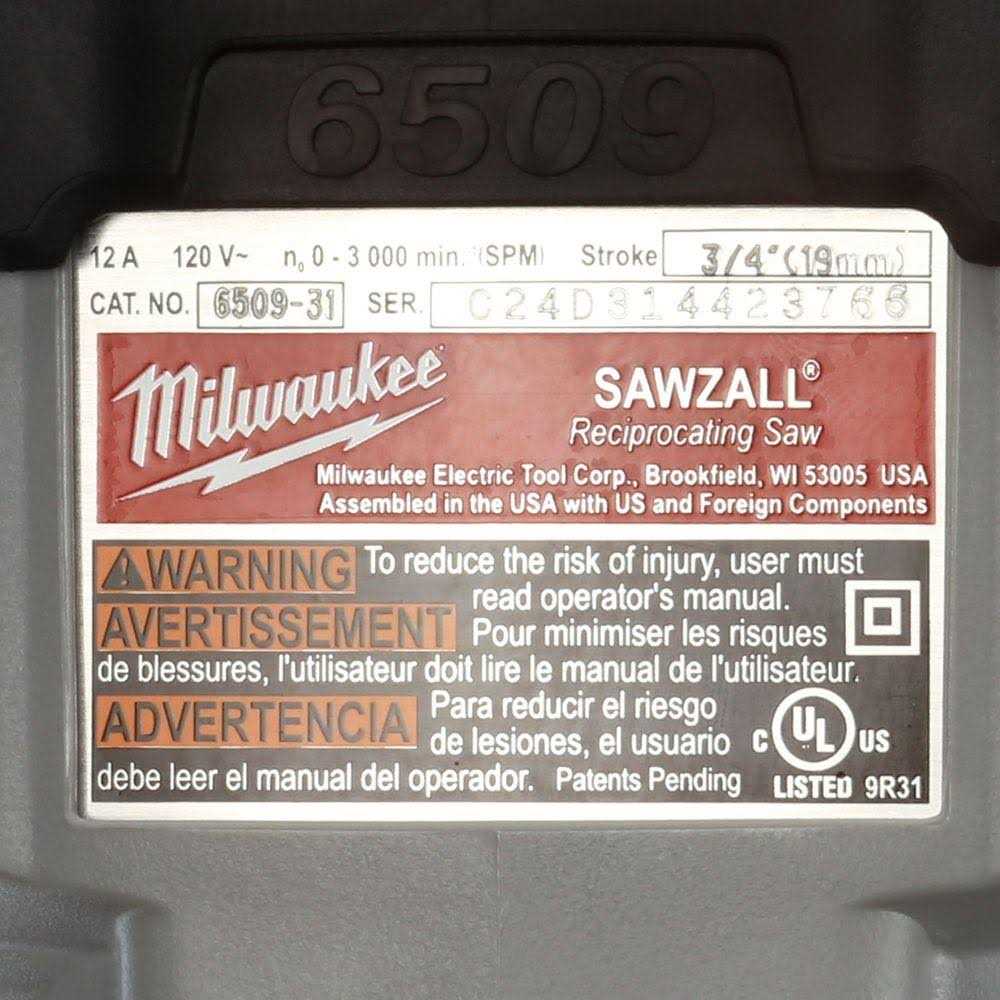 6509
12 A 120 V~ n₀ 0 - 3 000 min. (SPM) Stroke 3/4"(19mm)
CAT. NO. 6509-31 SER. C24D314423766
Milwaukee
SAWZALL®
Reciprocating Saw
Milwaukee Electric Tool Corp., Brookfield, WI 53005 USA
Assembled in the USA with US and Foreign Components
WARNING To reduce the risk of injury, user must
read operator's manual.
AVERTISSEMENT Pour minimiser les risques
de blessures, l'utilisateur doit lire le manual de l'utilisateur.
ADVERTENCIA Para reducir el riesgo
de lesiones, el usuario
debe leer el manual del operador. Patents Pending
C UL US
LISTED 9R31